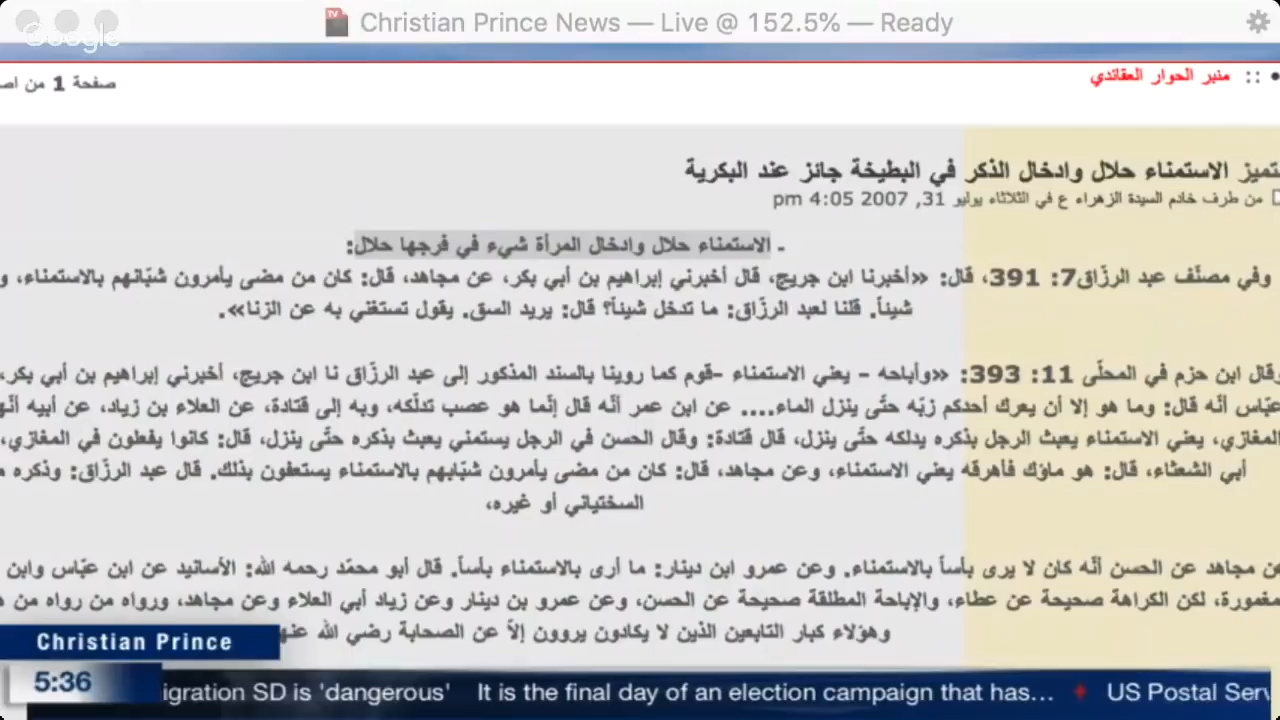 Christian Prince News — Live @ 152.5% — Ready
Google
:: منبر الحوار العقائدي
صفحة 1 من
الاستمناء حلال وادخال الذكر في البطيخة جائز عند البكرية
من طرف خادم السيدة الزهراء ع في الثلاثاء يوليو 31, 2007 4:05 pm
ـ الاستمناء حلال وادخال المرأة شيء في فرجها حلال:
وفي مصنّف عبد الرزّاق7: 391، قال: «أخبرنا ابن جريج، قال أخبرني إبراهيم بن أبي بكر، عن مجاهد، قال: كان من مضى يأمرون شبّانهم بالاستمناء،
شيئاً. قلنا لعبد الرزّاق: ما تدخل شيئاً؟ قال: يريد السق. يقول تستغني به عن الزنا».
وقال ابن حزم في المحلّى 11: 393: «وأباحه - يعني الاستمناء -قوم كما روينا بالسند المذكور إلى عبد الرزّاق نا ابن جريج، أخبرني إبراهيم بن أبي بكر،
عبّاس أنّه قال: وما هو إلا أن يعرك أحدكم زبّه حتّى ينزل الماء.... عن ابن عمر أنّه قال إنّما هو عصب تدلّكه، وبه إلى قتادة، عن العلاء بن زياد، عن أبيه
المغازي، يعني الاستمناء يعبث الرجل بذكره يدلكه حتّى ينزل، قال قتادة: وقال الحسن في الرجل يستمني يعبث بذكره حتّى ينزل، قال: كانوا يفعلون في المغازي،
أبي الشعثاء، قال: هو ماؤك فأهرقه يعني الاستمناء، وعن مجاهد، قال: كان من مضى يأمرون شبّابهم بالاستمناء يستعفون بذلك. قال عبد الرزّاق: وذكره
السختياني أو غيره،
عن مجاهد عن الحسن أنّه كان لا يرى بأساً بالاستمناء. وعن عمرو ابن دينار: ما أرى بالاستمناء بأساً. قال أبو محمّد رحمه الله: الأسانيد عن ابن عبّاس وابن
مغمورة، لكن الكراهة صحيحة عن عطاء، والإباحة المطلقة صحيحة عن الحسن، وعن عمرو بن دينار وعن زياد أبي العلاء وعن مجاهد، ورواه من رواه من
وهؤلاء كبار التابعين الذين لا يكادون يروون إلاّ عن الصحابة رضي الله
Christian Prince
5:36
igration SD is 'dangerous' It is the final day of an election campaign that has... US Postal Serv